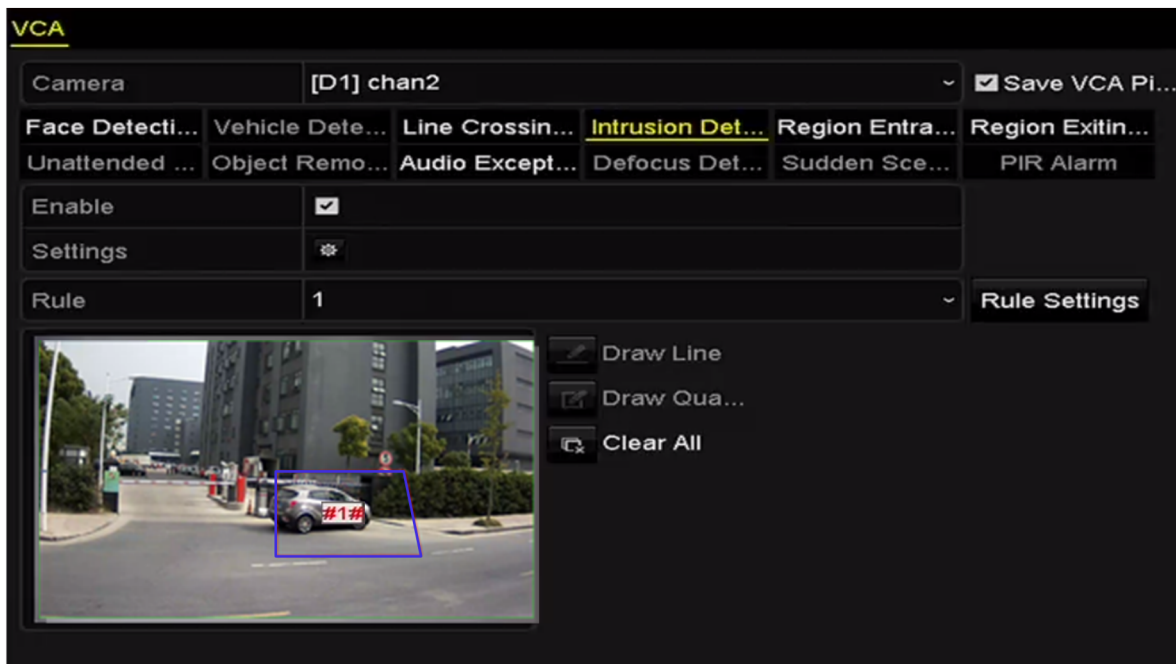 VCA
Camera [D1] chan2 Save VCA Pi...
Face Detecti... Vehicle Dete... Line Crossin... Intrusion Det... Region Entra... Region Exitin...
Unattended ... Object Remo... Audio Except... Defocus Det... Sudden Sce... PIR Alarm
Enable
Settings
Rule 1 Rule Settings
Draw Line
Draw Qua...
Clear All
#1#